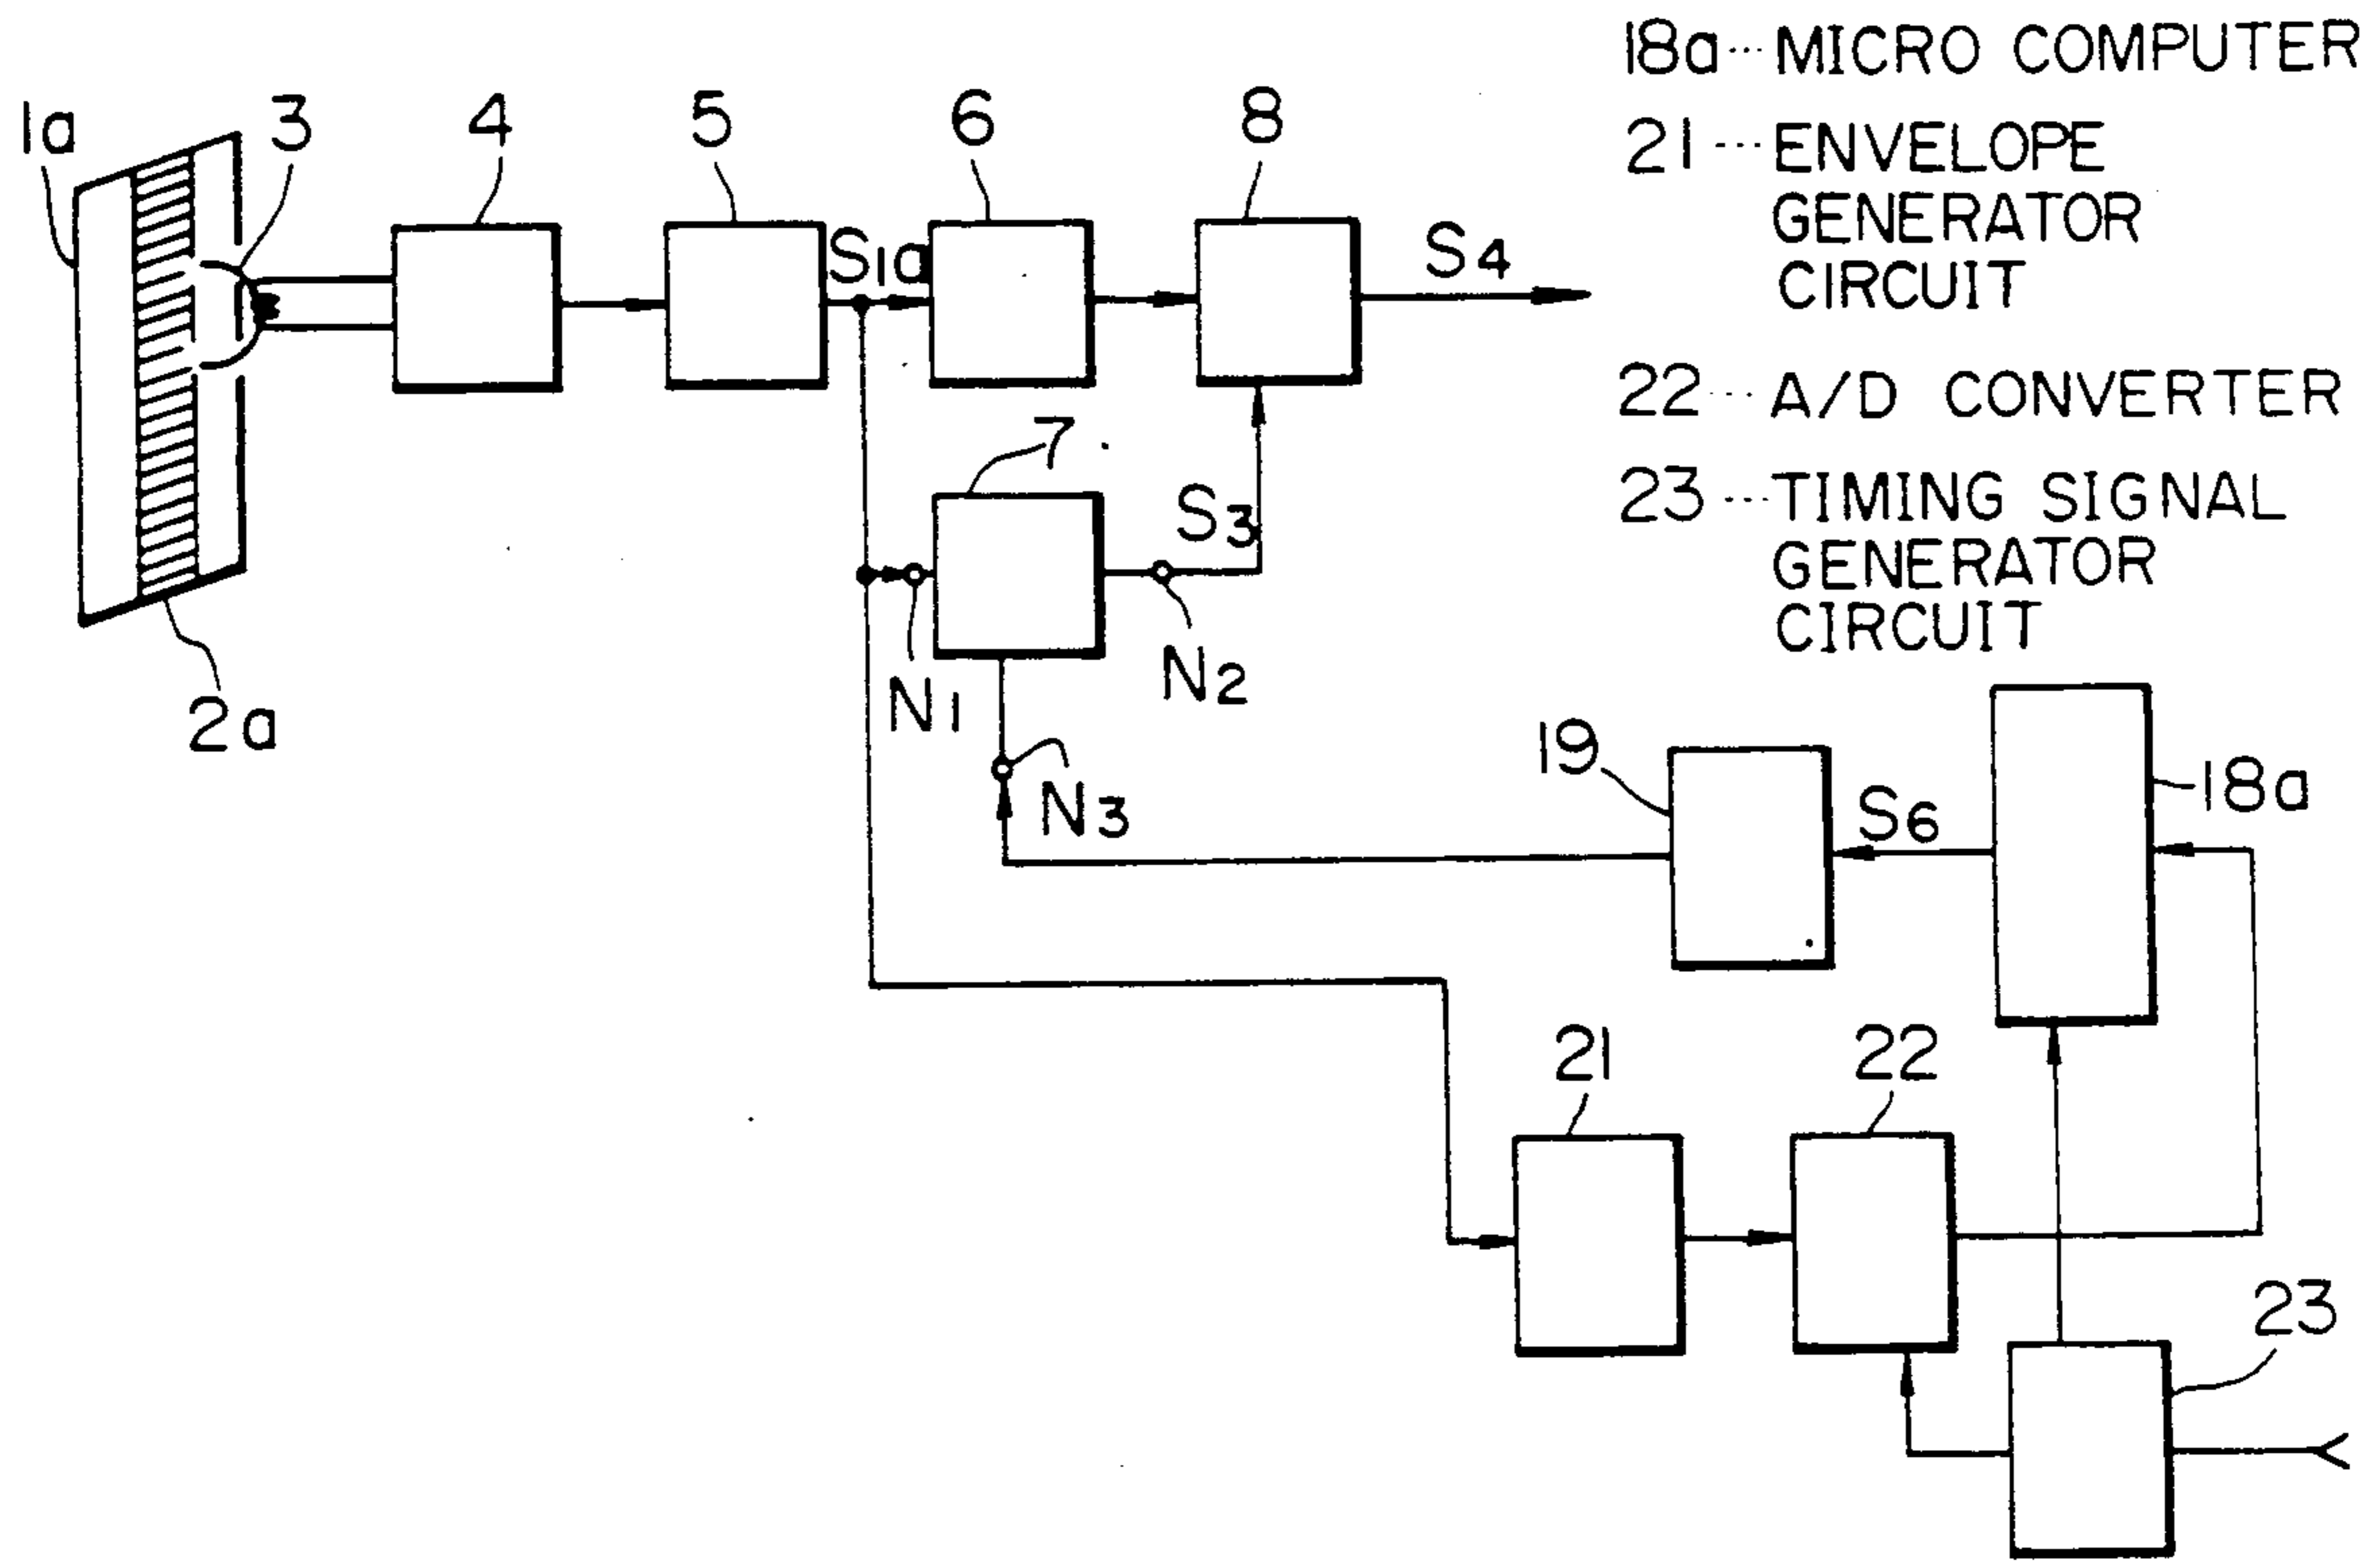 18a···MICRO COMPUTER
21···ENVELOPE
GENERATOR
CIRCUIT
22···A/D CONVERTER
23···TIMING SIGNAL
GENERATOR
CIRCUIT
1a
3
4
5
6
8
S1a
S4
7
S3
N1
N2
2a
N3
19
S6
18a
21
22
23